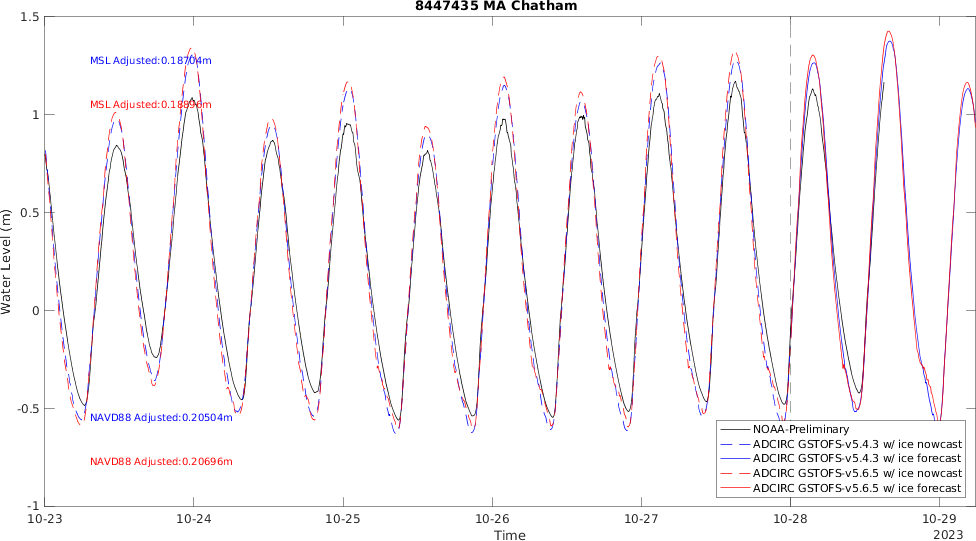 8447435 MA Chatham
1.5
1
0.5
0
-0.5
-1
Water Level (m)
MSL Adjusted:0.18704m
MSL Adjusted:0.18896m
NAVD88 Adjusted:0.20504m
NAVD88 Adjusted:0.20696m
NOAA-Preliminary
ADCIRC GSTOFS-v5.4.3 w/ ice nowcast
ADCIRC GSTOFS-v5.4.3 w/ ice forecast
ADCIRC GSTOFS-v5.6.5 w/ ice nowcast
ADCIRC GSTOFS-v5.6.5 w/ ice forecast
10-23 10-24 10-25 10-26 10-27 10-28 10-29
2023
Time